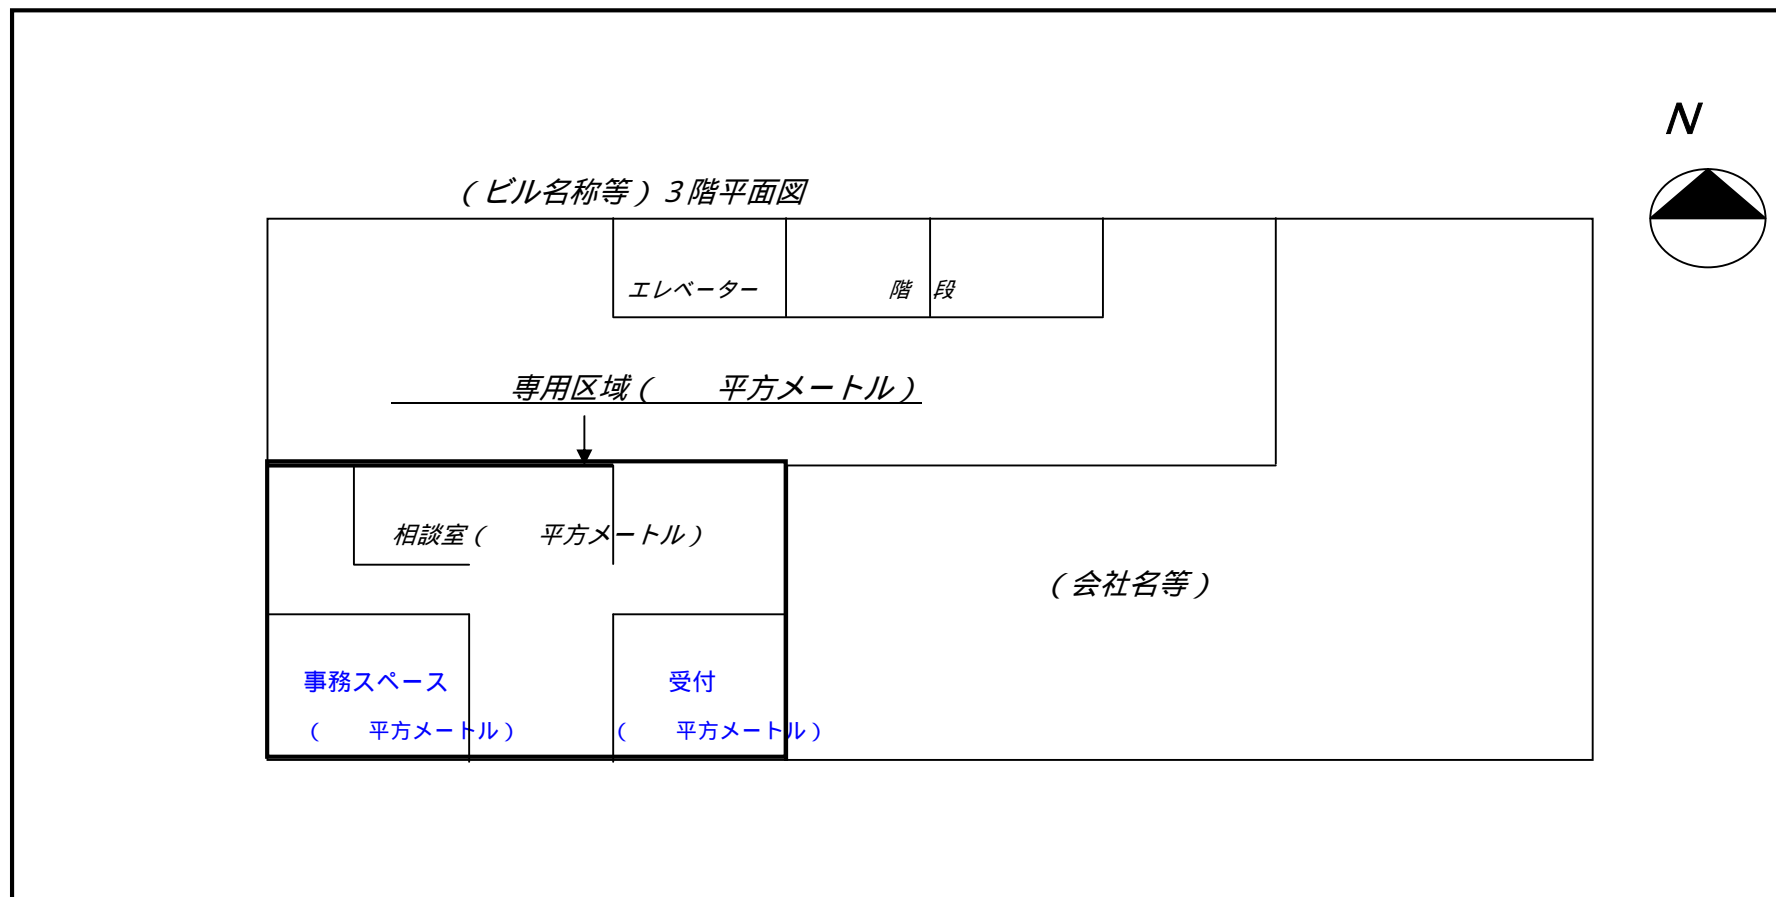 N
(ビル名称等)3階平面図
エレベーター
階 段
専用区域(  平方メートル)
相談室(  平方メートル)
(会社名等)
事務スペース
(  平方メートル)
受付
(  平方メートル)